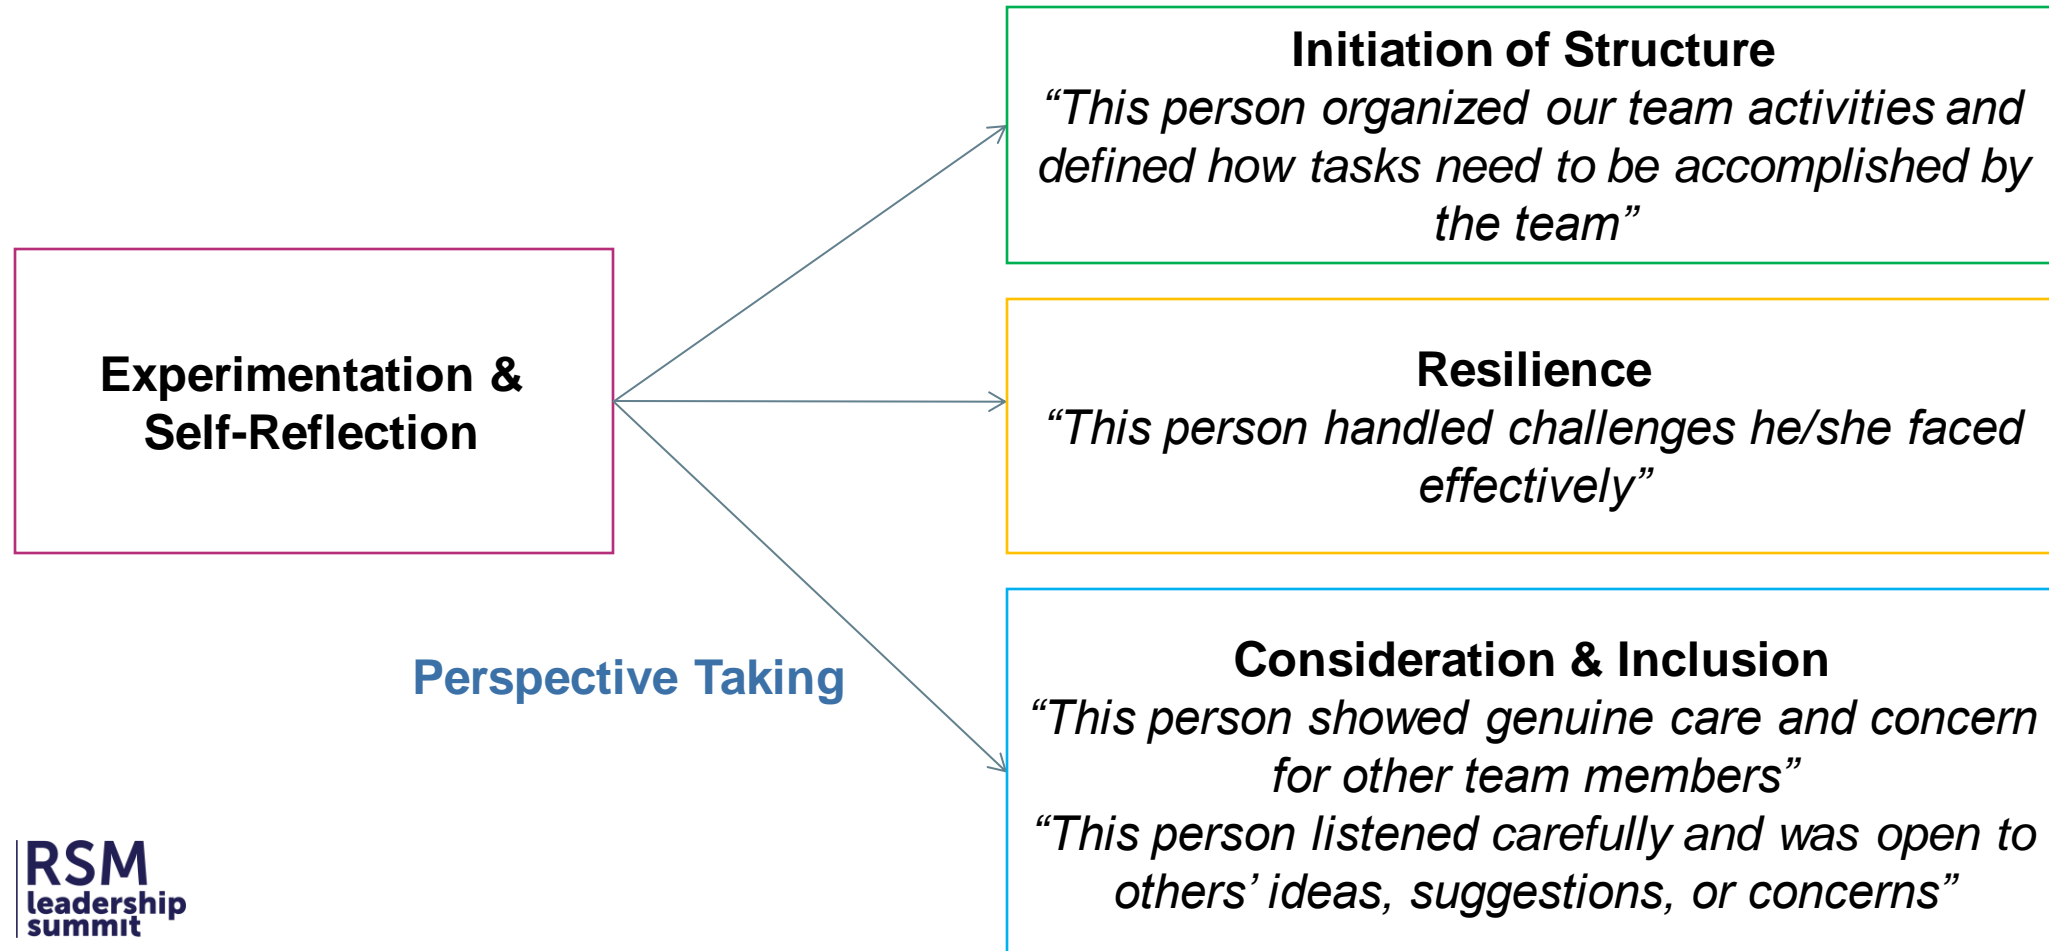 Experimentation &
Self-Reflection
Perspective Taking
Initiation of Structure
“This person organized our team activities and
defined how tasks need to be accomplished by
the team”
Resilience
“This person handled challenges he/she faced
effectively”
Consideration & Inclusion
“This person showed genuine care and concern
for other team members”
“This person listened carefully and was open to
others’ ideas, suggestions, or concerns”
RSM
leadership
summit